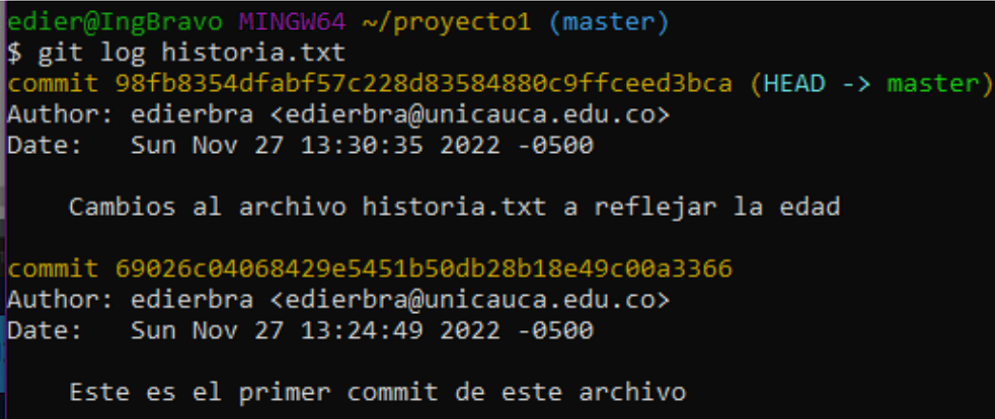 edier@IngBravo MINGW64 ~/proyecto1 (master)
$ git log historia.txt
commit 98fb8354dfabf57c228d83584880c9ffceed3bca (HEAD -> master)
Author: edierbra <edierbra@unicauca.edu.co>
Date:   Sun Nov 27 13:30:35 2022 -0500
Cambios al archivo historia.txt a reflejar la edad
commit 69026c04068429e5451b50db28b18e49c00a3366
Author: edierbra <edierbra@unicauca.edu.co>
Date:   Sun Nov 27 13:24:49 2022 -0500
Este es el primer commit de este archivo